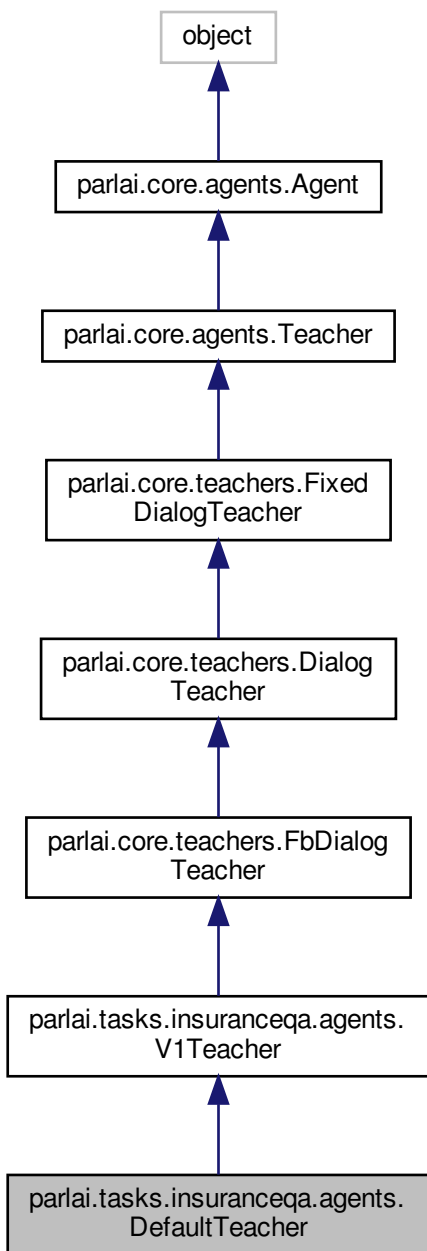 object
parlai.core.agents.Agent
parlai.core.agents.Teacher
parlai.core.teachers.Fixed
DialogTeacher
parlai.core.teachers.Dialog
Teacher
parlai.core.teachers.FbDialog
Teacher
parlai.tasks.insuranceqa.agents.
V1Teacher
parlai.tasks.insuranceqa.agents.
DefaultTeacher